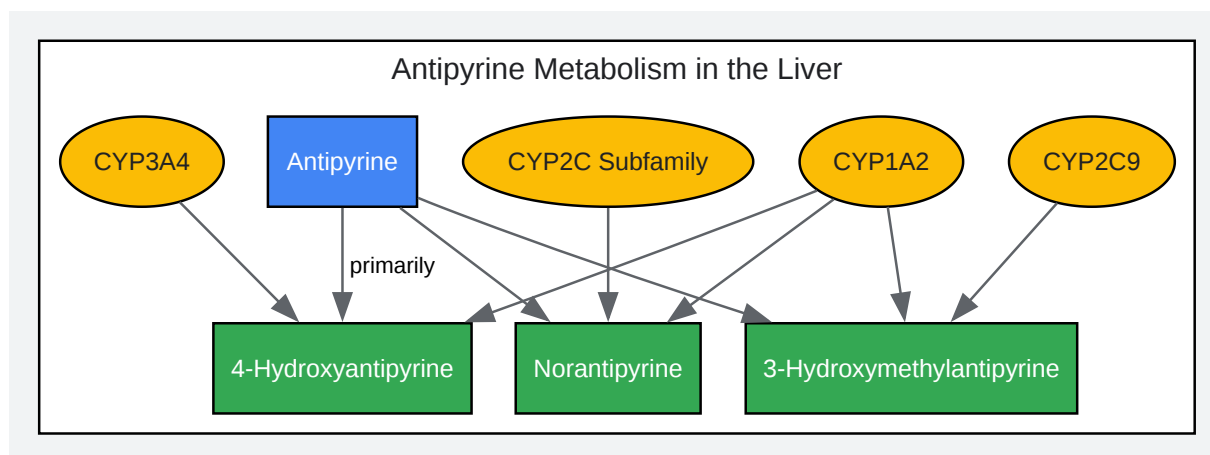 Antipyrine Metabolism in the Liver
CYP3A4
Antipyrine
CYP2C Subfamily
CYP1A2
CYP2C9
primarily
4-Hydroxyantipyrine
Norantipyrine
3-Hydroxymethylantipyrine